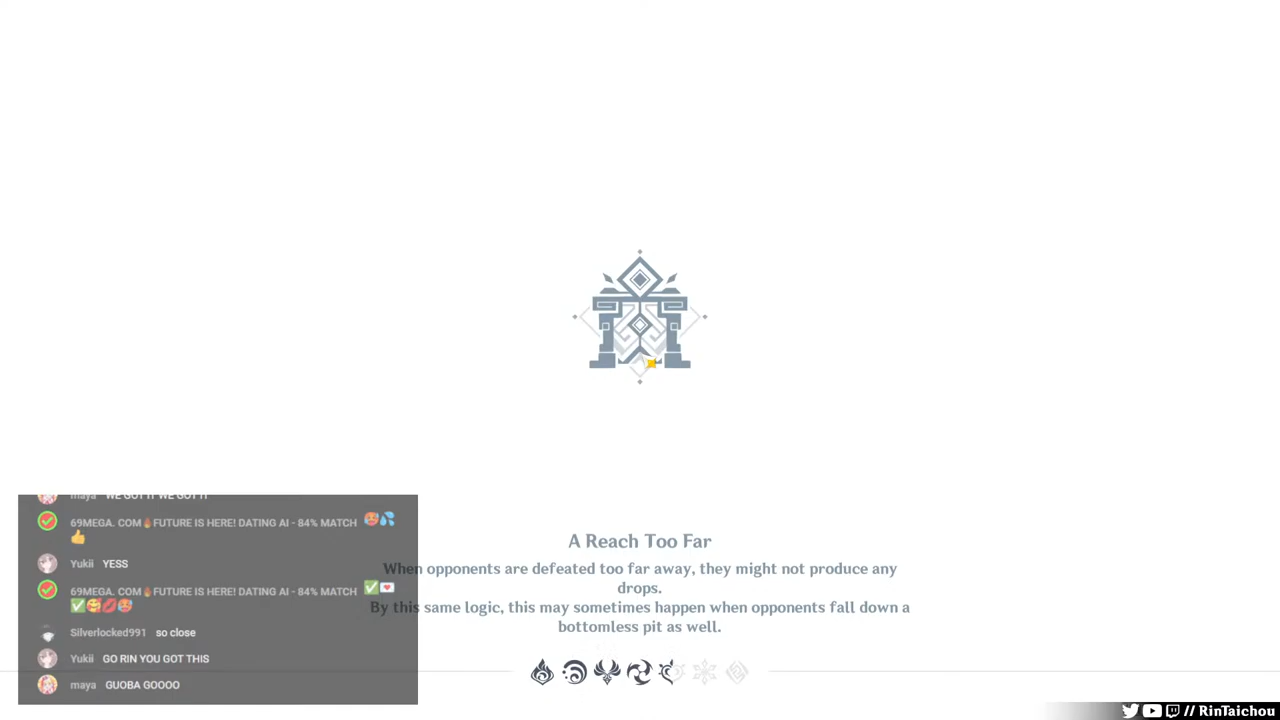 maya WE GOT IT WE GOT IT
69MEGA. COM🔥FUTURE IS HERE! DATING AI - 84% MATCH 🥵💦
👍
Yukii YESS
69MEGA. COM🔥FUTURE IS HERE! DATING AI - 84% MATCH ✅💌
✅🥰💋🥵
Silverlocked991 so close
Yukii GO RIN YOU GOT THIS
maya GUOBA GOOOO
A Reach Too Far
When opponents are defeated too far away, they might not produce any
drops.
By this same logic, this may sometimes happen when opponents fall down a
bottomless pit as well.
// RinTaichou